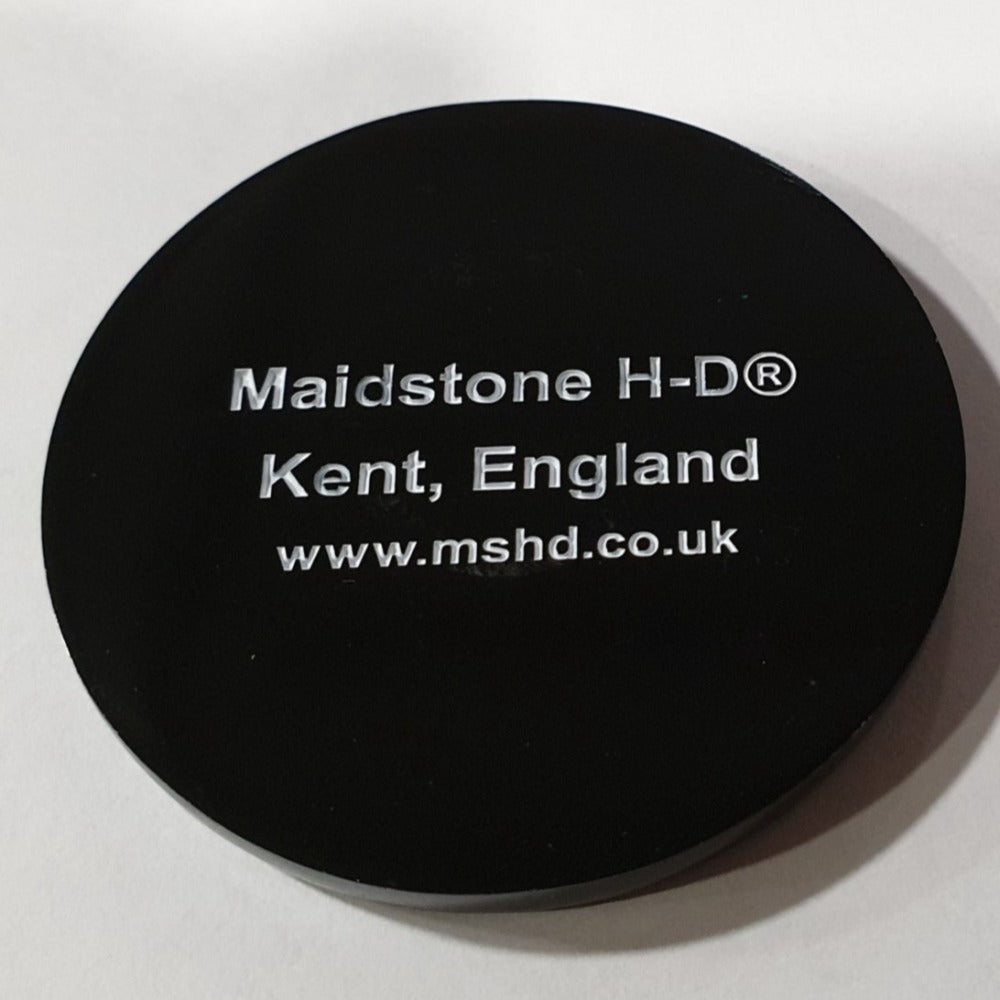 Maidstone H-D®
Kent, England
www.mshd.co.uk